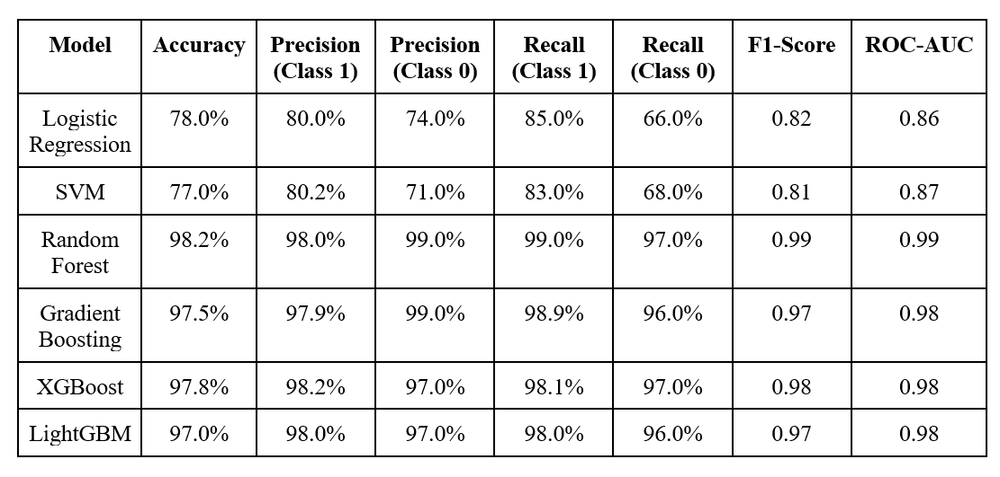 Model Accuracy Precision (Class 1) Precision (Class 0) Recall (Class 1) Recall (Class 0) F1-Score ROC-AUC
Logistic Regression 78.0% 80.0% 74.0% 85.0% 66.0% 0.82 0.86
SVM 77.0% 80.2% 71.0% 83.0% 68.0% 0.81 0.87
Random Forest 98.2% 98.0% 99.0% 99.0% 97.0% 0.99 0.99
Gradient Boosting 97.5% 97.9% 99.0% 98.9% 96.0% 0.97 0.98
XGBoost 97.8% 98.2% 97.0% 98.1% 97.0% 0.98 0.98
LightGBM 97.0% 98.0% 97.0% 98.0% 96.0% 0.97 0.98